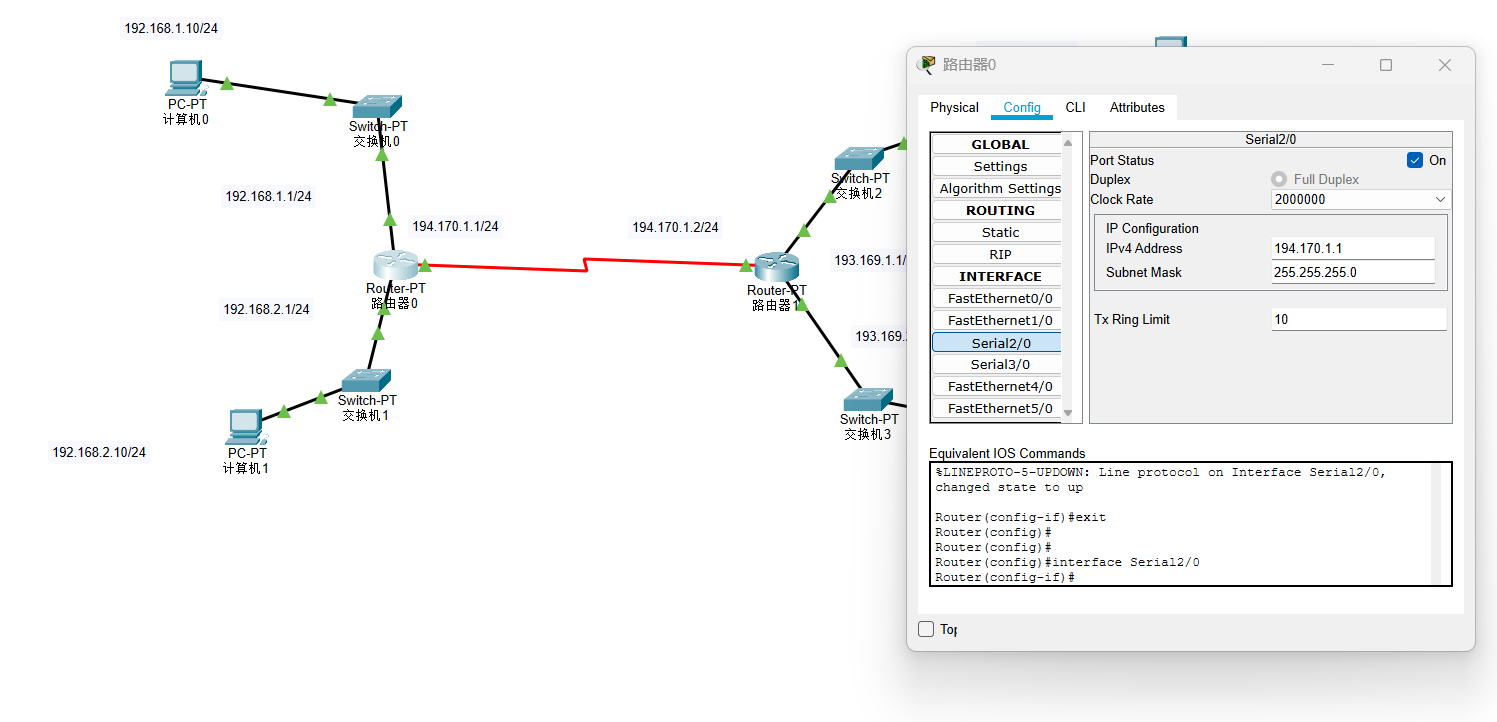 192.168.1.10/24
PC-PT
计算机0
Switch-PT
交换机0
192.168.1.1/24
194.170.1.1/24
Router-PT
路由器0
192.168.2.1/24
Switch-PT
交换机1
PC-PT
计算机1
192.168.2.10/24
194.170.1.2/24
Switch-PT
交换机2
193.169.1.1/
Router-PT
路由器1
193.169.
Switch-PT
交换机3
路由器0
Physical Config CLI Attributes
GLOBAL
Settings
Algorithm Settings
ROUTING
Static
RIP
INTERFACE
FastEthernet0/0
FastEthernet1/0
Serial2/0
Serial3/0
FastEthernet4/0
FastEthernet5/0
Serial2/0
Port Status On
Duplex Full Duplex
Clock Rate 2000000
IP Configuration
IPv4 Address 194.170.1.1
Subnet Mask 255.255.255.0
Tx Ring Limit 10
Equivalent IOS Commands
%LINEPROTO-5-UPDOWN: Line protocol on Interface Serial2/0,
changed state to up
Router(config-if)#exit
Router(config)#
Router(config)#
Router(config)#interface Serial2/0
Router(config-if)#
Top